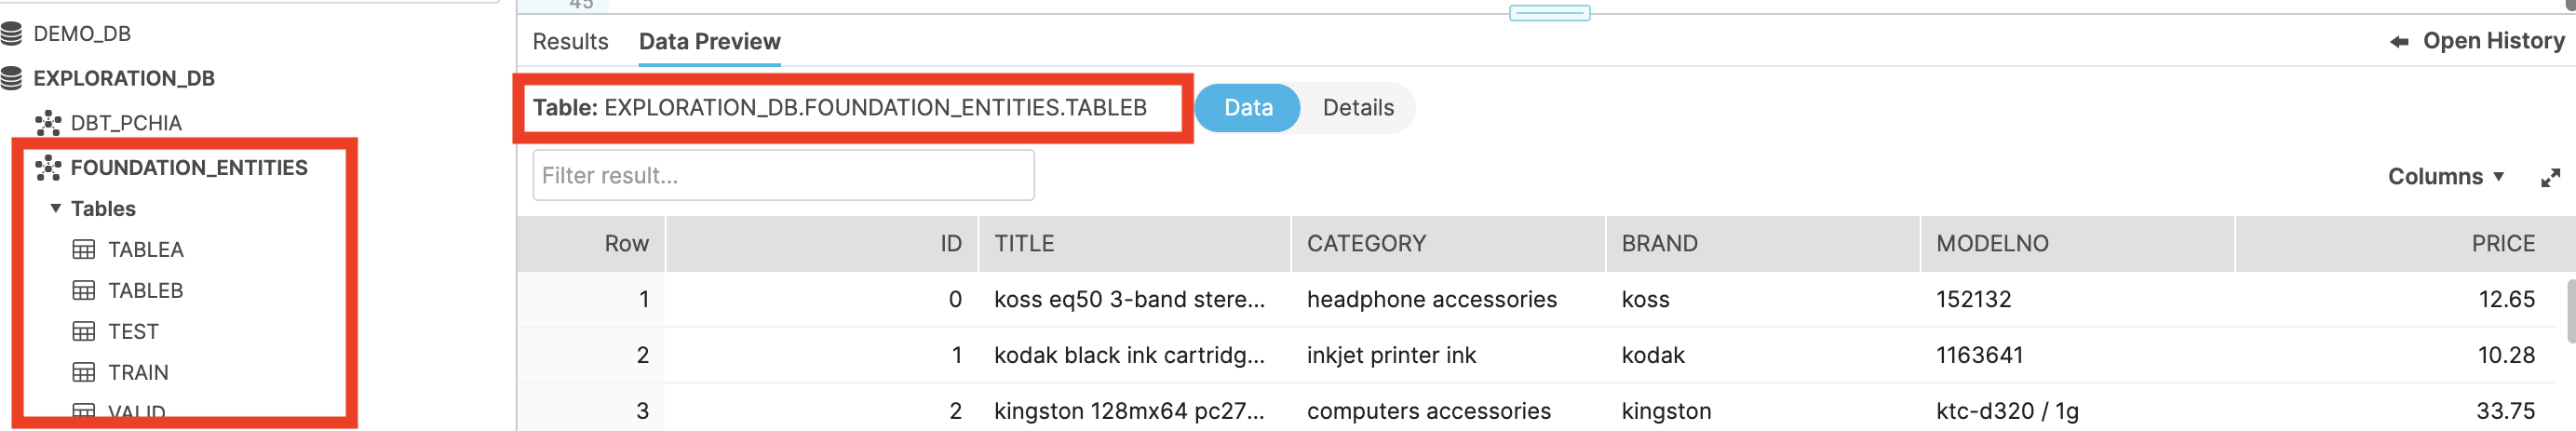 DEMO_DB
EXPLORATION_DB
DBT_PCHIA
FOUNDATION_ENTITIES
Tables
TABLEA
TABLEB
TEST
TRAIN
VALID
45
Results Data Preview Open History
Table: EXPLORATION_DB.FOUNDATION_ENTITIES.TABLEB Data Details
Filter result... Columns
Row ID TITLE CATEGORY BRAND MODELNO PRICE
1 0 koss eq50 3-band stere... headphone accessories koss 152132 12.65
2 1 kodak black ink cartridg... inkjet printer ink kodak 1163641 10.28
3 2 kingston 128mx64 pc27... computers accessories kingston ktc-d320 / 1g 33.75